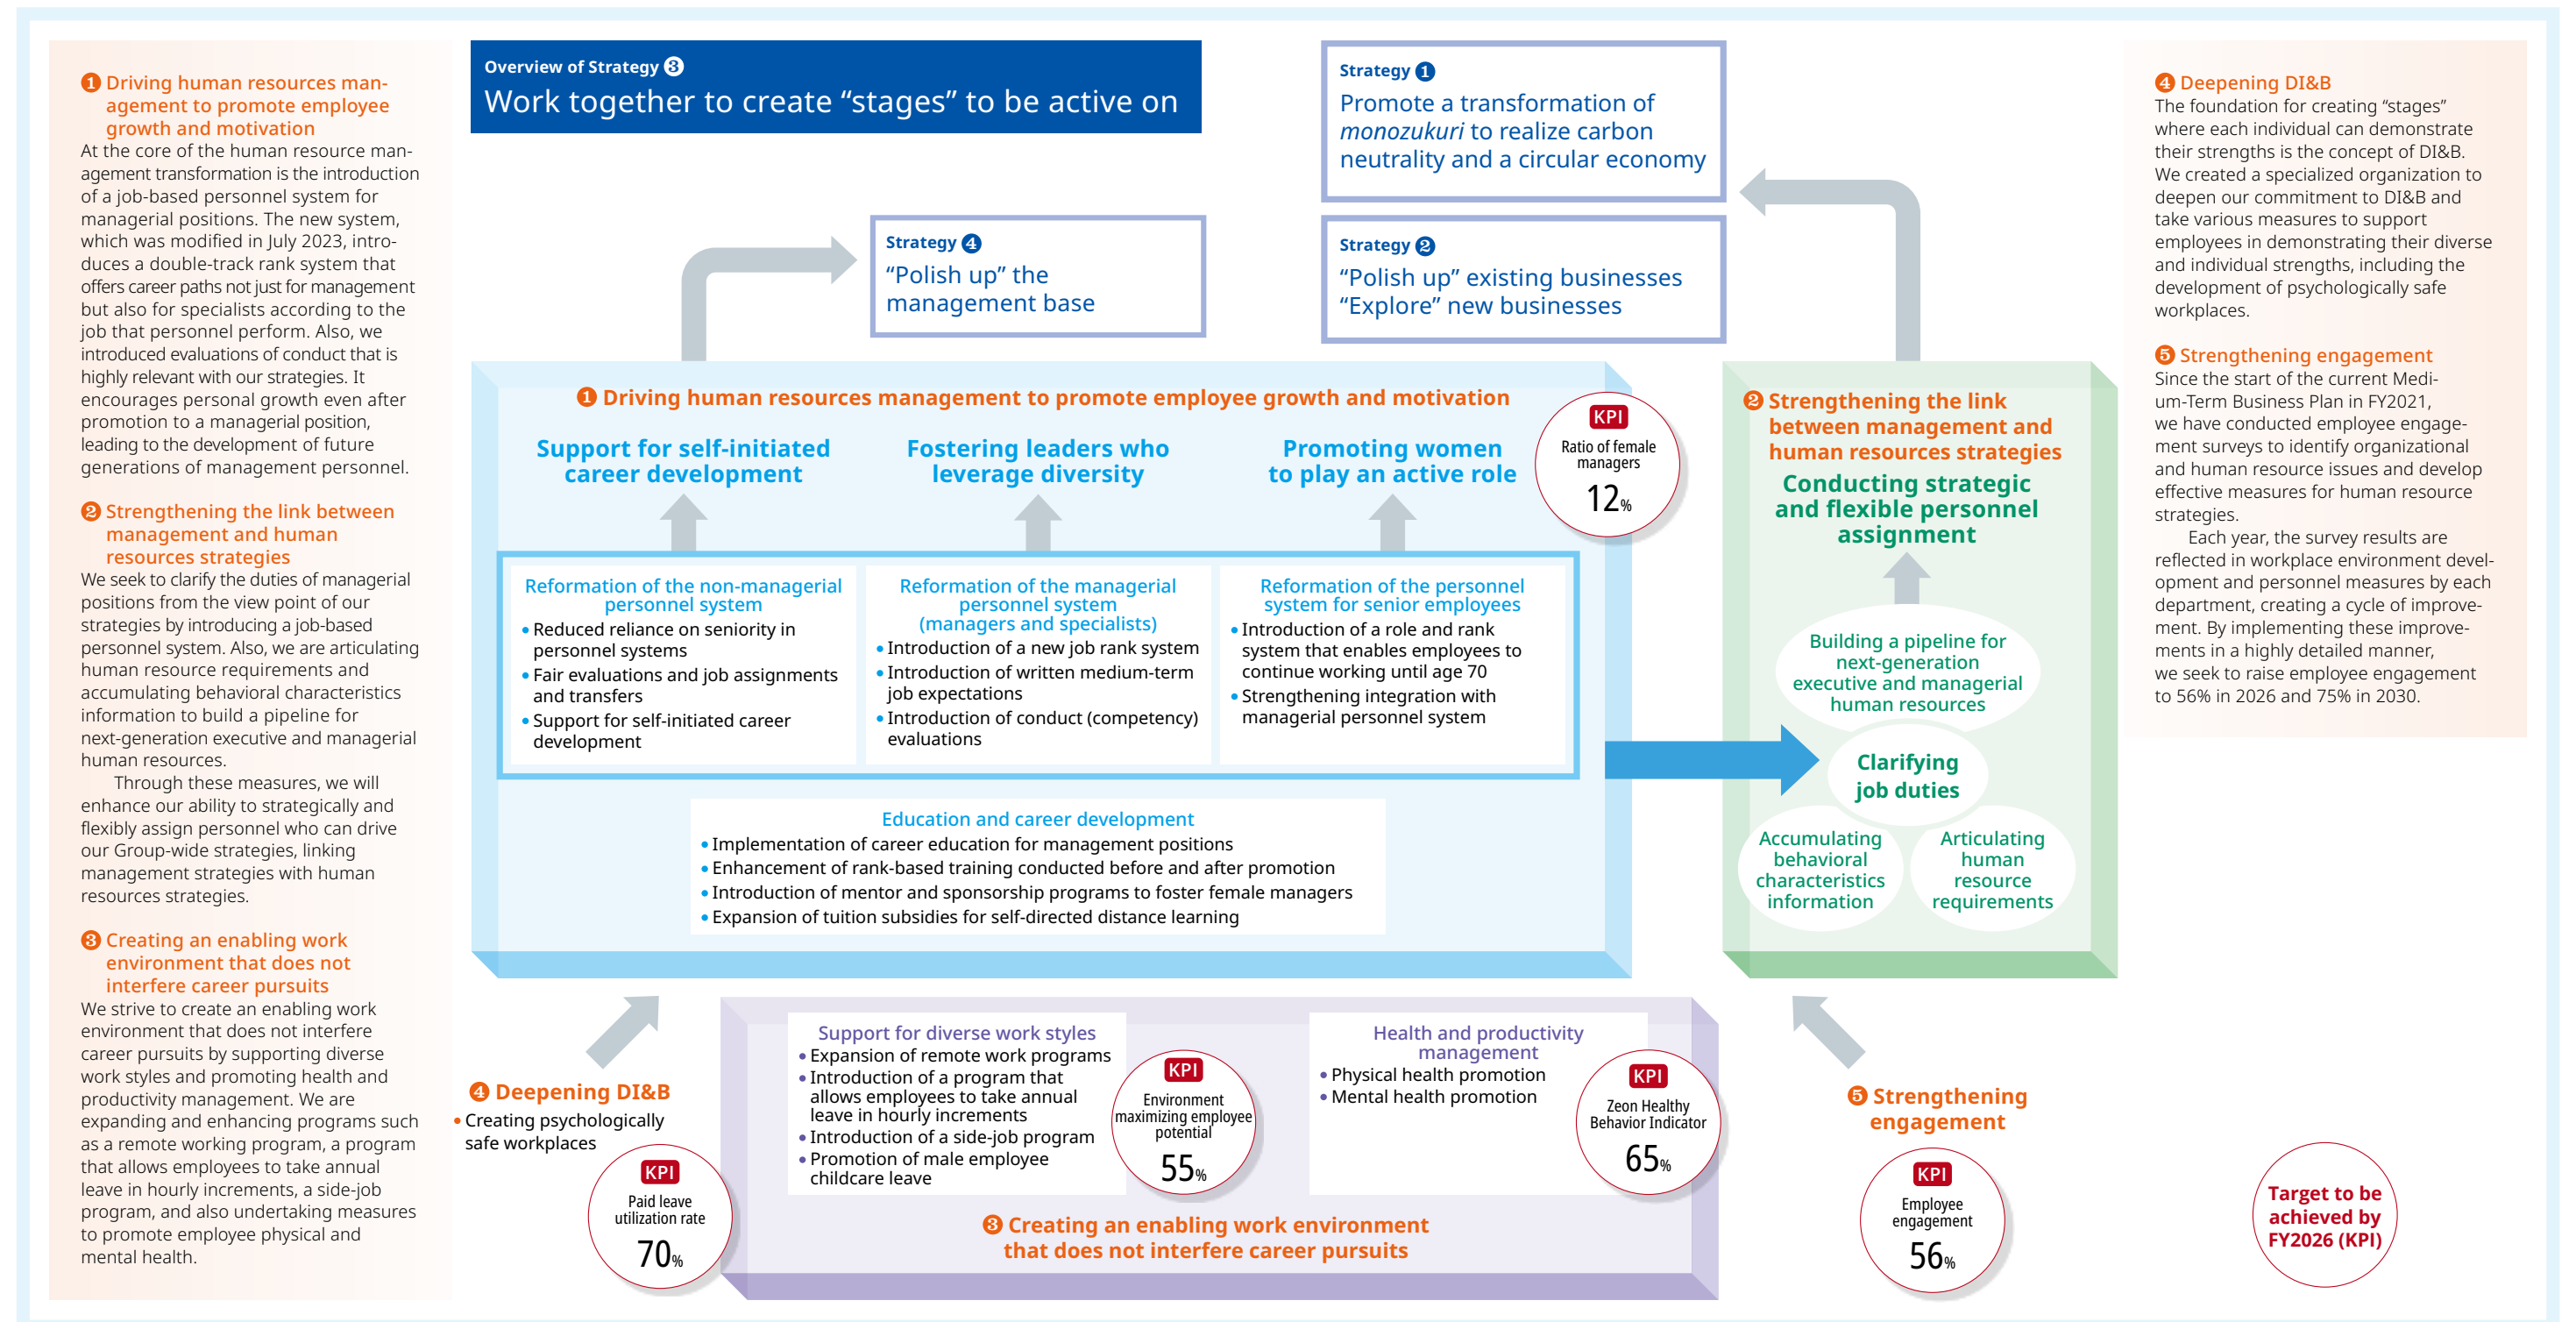 ❶ Driving human resources man-
agement to promote employee
growth and motivation
At the core of the human resource man-
agement transformation is the introduction
of a job-based personnel system for
managerial positions. The new system,
which was modified in July 2023, intro-
duces a double-track rank system that
offers career paths not just for management
but also for specialists according to the
job that personnel perform. Also, we
introduced evaluations of conduct that is
highly relevant with our strategies. It
encourages personal growth even after
promotion to a managerial position,
leading to the development of future
generations of management personnel.
❷ Strengthening the link between
management and human
resources strategies
We seek to clarify the duties of managerial
positions from the view point of our
strategies by introducing a job-based
personnel system. Also, we are articulating
human resource requirements and
accumulating behavioral characteristics
information to build a pipeline for
next-generation executive and managerial
human resources.
Through these measures, we will
enhance our ability to strategically and
flexibly assign personnel who can drive
our Group-wide strategies, linking
management strategies with human
resources strategies.
❸ Creating an enabling work
environment that does not
interfere career pursuits
We strive to create an enabling work
environment that does not interfere
career pursuits by supporting diverse
work styles and promoting health and
productivity management. We are
expanding and enhancing programs such
as a remote working program, a program
that allows employees to take annual
leave in hourly increments, a side-job
program, and also undertaking measures
to promote employee physical and
mental health.
Overview of Strategy ❸
Work together to create “stages” to be active on
Strategy ❶
Promote a transformation of
monozukuri to realize carbon
neutrality and a circular economy
Strategy ❹
“Polish up” the
management base
Strategy ❷
“Polish up” existing businesses
“Explore” new businesses
❶ Driving human resources management to promote employee growth and motivation
Support for self-initiated
career development
Fostering leaders who
leverage diversity
Promoting women
to play an active role
KPI
Ratio of female
managers
12%
Reformation of the non-managerial
personnel system
• Reduced reliance on seniority in
personnel systems
• Fair evaluations and job assignments
and transfers
• Support for self-initiated career
development
Reformation of the managerial
personnel system
(managers and specialists)
• Introduction of a new job rank system
• Introduction of written medium-term
job expectations
• Introduction of conduct (competency)
evaluations
Reformation of the personnel
system for senior employees
• Introduction of a role and rank
system that enables employees to
continue working until age 70
• Strengthening integration with
managerial personnel system
Education and career development
• Implementation of career education for management positions
• Enhancement of rank-based training conducted before and after promotion
• Introduction of mentor and sponsorship programs to foster female managers
• Expansion of tuition subsidies for self-directed distance learning
❷ Strengthening the link
between management and
human resources strategies
Conducting strategic
and flexible personnel
assignment
Building a pipeline for
next-generation
executive and managerial
human resources
Clarifying
job duties
Accumulating
behavioral
characteristics
information
Articulating
human
resource
requirements
❹ Deepening DI&B
• Creating psychologically
safe workplaces
KPI
Paid leave
utilization rate
70%
Support for diverse work styles
• Expansion of remote work programs
• Introduction of a program that
allows employees to take annual
leave in hourly increments
• Introduction of a side-job program
• Promotion of male employee
childcare leave
KPI
Environment
maximizing employee
potential
55%
Health and productivity
management
• Physical health promotion
• Mental health promotion
KPI
Zeon Healthy
Behavior Indicator
65%
❸ Creating an enabling work environment
that does not interfere career pursuits
❺ Strengthening
engagement
KPI
Employee
engagement
56%
❹ Deepening DI&B
The foundation for creating “stages”
where each individual can demonstrate
their strengths is the concept of DI&B.
We created a specialized organization to
deepen our commitment to DI&B and
take various measures to support
employees in demonstrating their diverse
and individual strengths, including the
development of psychologically safe
workplaces.
❺ Strengthening engagement
Since the start of the current Medi-
um-Term Business Plan in FY2021,
we have conducted employee engage-
ment surveys to identify organizational
and human resource issues and develop
effective measures for human resource
strategies.
Each year, the survey results are
reflected in workplace environment devel-
opment and personnel measures by each
department, creating a cycle of improve-
ment. By implementing these improve-
ments in a highly detailed manner,
we seek to raise employee engagement
to 56% in 2026 and 75% in 2030.
Target to be
achieved by
FY2026 (KPI)